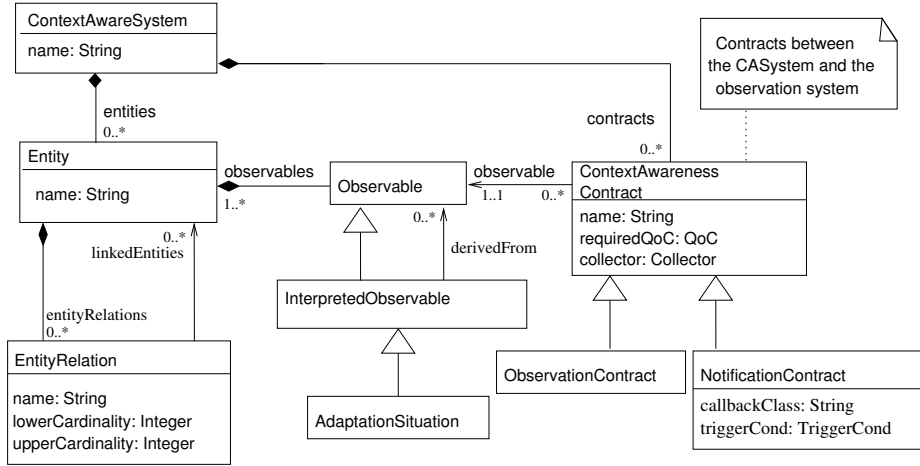 ContextAwareSystem
name: String
Contracts between
the CASystem and the
observation system
entities
0..*
contracts
0..*
Entity
name: String
observables
1..*
Observable
observable
1..1
0..*
ContextAwareness
Contract
name: String
requiredQoC: QoC
collector: Collector
0..*
linkedEntities
0..*
derivedFrom
InterpretedObservable
entityRelations
0..*
EntityRelation
name: String
lowerCardinality: Integer
upperCardinality: Integer
AdaptationSituation
ObservationContract
NotificationContract
callbackClass: String
triggerCond: TriggerCond